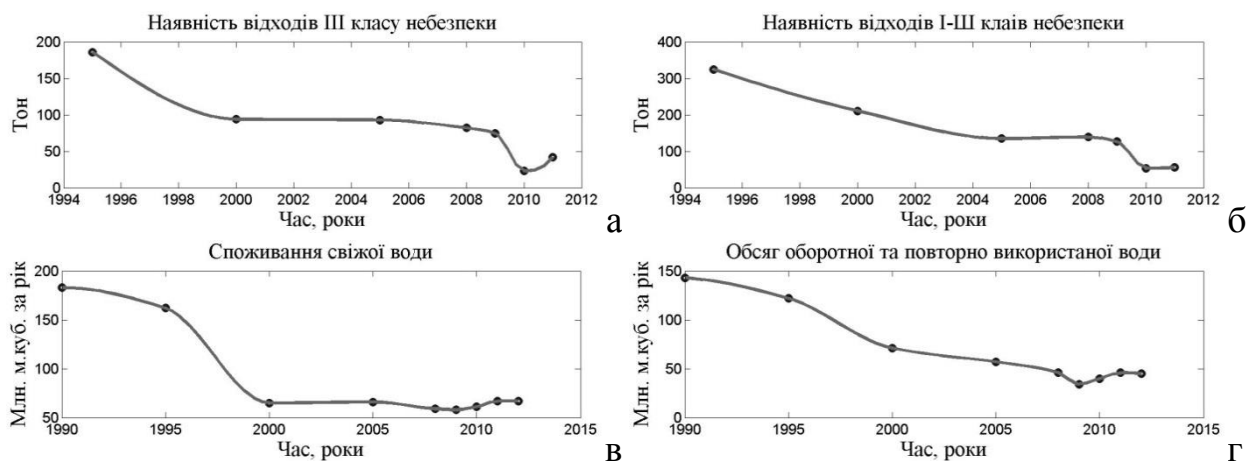 Наявність відходів III класу небезпеки
200
150
100
50
0
Тон
1994 1996 1998 2000 2002 2004 2006 2008 2010 2012
Час, роки
а
Наявність відходів І-Ш клаів небезпеки
400
300
200
100
0
Тон
1994 1996 1998 2000 2002 2004 2006 2008 2010 2012
Час, роки
б
Споживання свіжої води
200
150
100
50
Млн. м.куб. за рік
1990 1995 2000 2005 2010 2015
Час, роки
в
Обсяг оборотної та повторно використаної води
150
100
50
0
Млн. м.куб. за рік
1990 1995 2000 2005 2010 2015
Час, роки
г